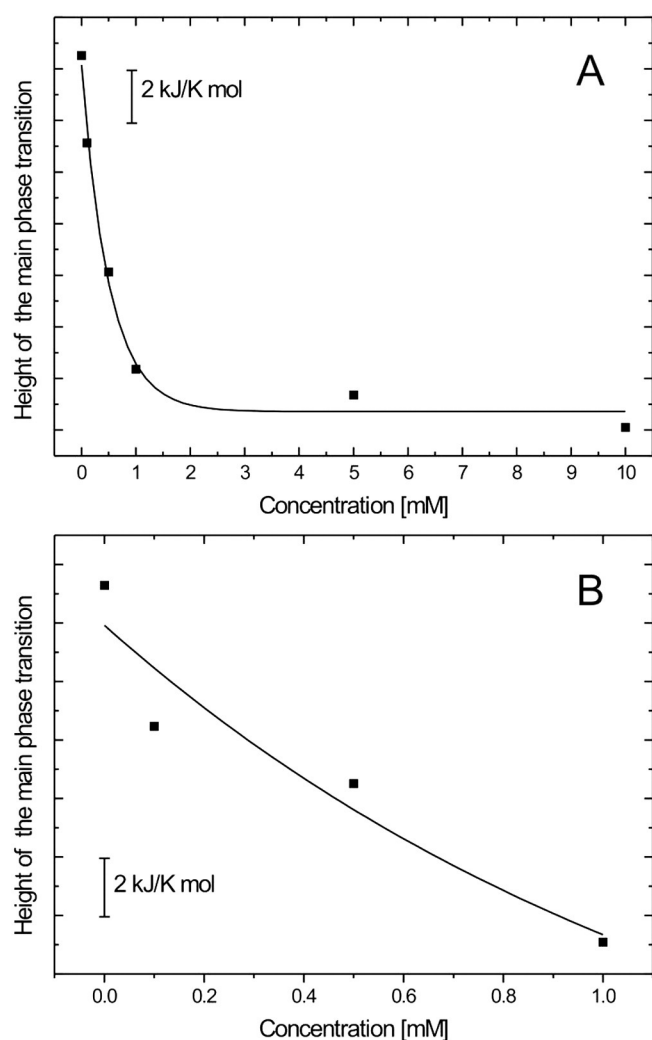 A
2 kJ/K mol
Height of the main phase transition
0 1 2 3 4 5 6 7 8 9 10
Concentration [mM]
B
2 kJ/K mol
Height of the main phase transition
0.0 0.2 0.4 0.6 0.8 1.0
Concentration [mM]